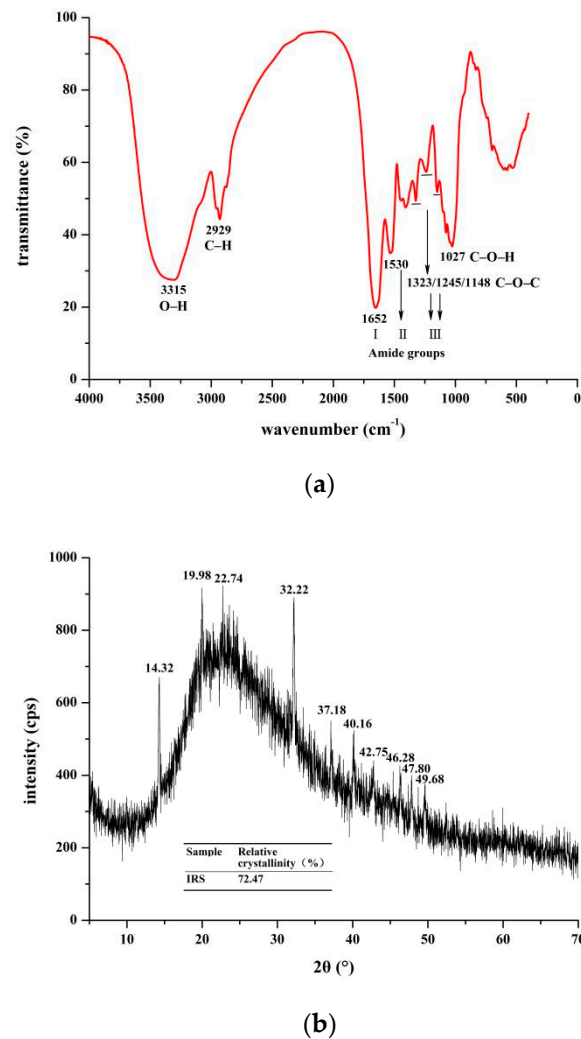 100
80
60
40
20
0
transmittance (%)
2929
C–H
3315
O–H
1652
1530
1027 C–O–H
1323/1245/1148 C–O–C
Ⅰ Ⅱ Ⅲ
Amide groups
4000 3500 3000 2500 2000 1500 1000 500 0
wavenumber (cm-1)
(a)
1000
800
600
400
200
0
intensity (cps)
14.32
19.98
22.74
32.22
37.18
40.16
42.75
46.28
47.80
49.68
Sample Relative
crystallinity (%)
IRS 72.47
10 20 30 40 50 60 70
2θ (°)
(b)